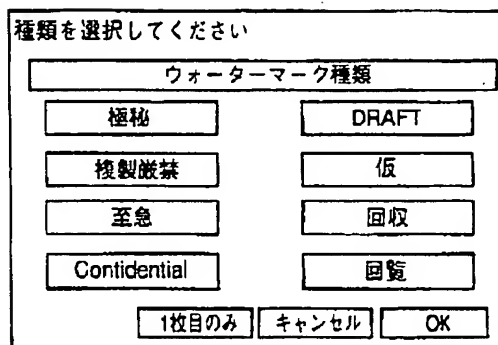 種類を選択してください
ウォーターマーク種類
極秘 DRAFT
複製厳禁 仮
至急 回収
Contidential 回覧
1枚目のみ キャンセル OK